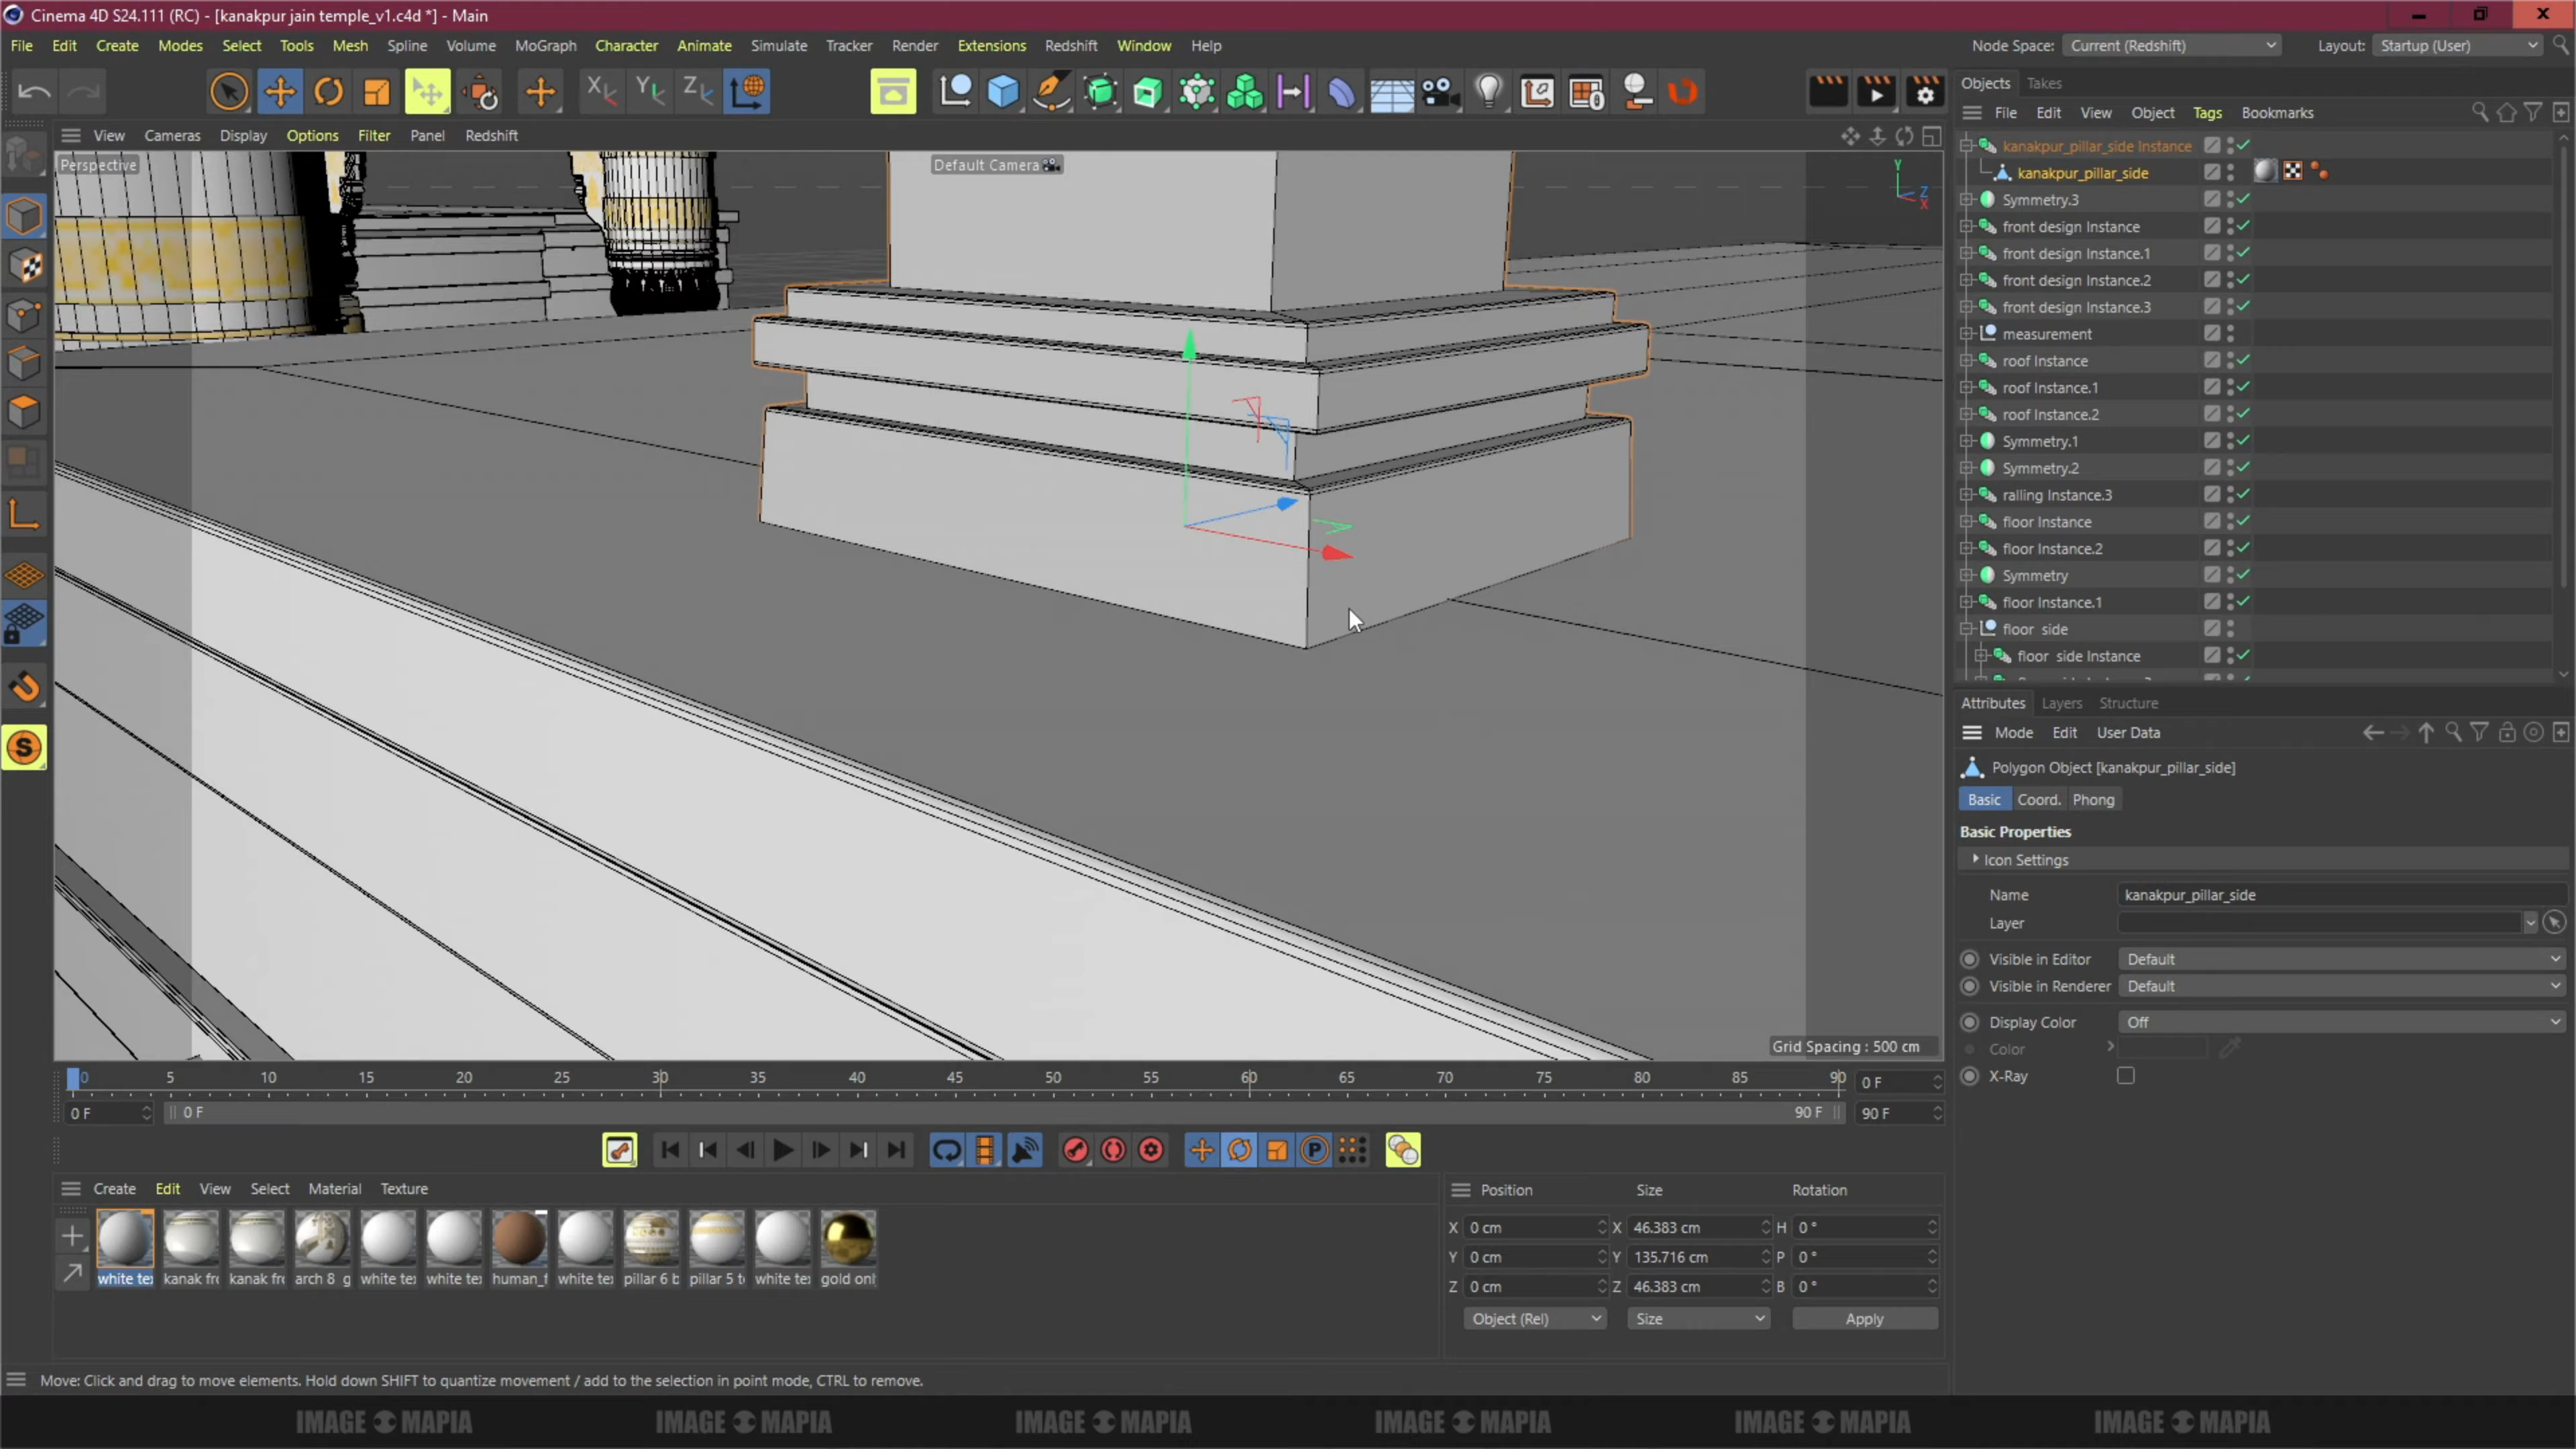 Cinema 4D S24.111 (RC) - [kanakpur jain temple_v1.c4d *] - Main
File Edit Create Modes Select Tools Mesh Spline Volume MoGraph Character Animate Simulate Tracker Render Extensions Redshift Window Help
Node Space: Current (Redshift) Layout: Startup (User)
X Y Z
Objects Takes
File Edit View Object Tags Bookmarks
View Cameras Display Options Filter Panel Redshift
Perspective
Default Camera
Y
Z
X
kanakpur_pillar_side Instance
kanakpur_pillar_side
Symmetry.3
front design Instance
front design Instance.1
front design Instance.2
front design Instance.3
measurement
roof Instance
roof Instance.1
roof Instance.2
Symmetry.1
Symmetry.2
ralling Instance.3
floor Instance
floor Instance.2
Symmetry
floor Instance.1
floor side
floor side Instance
Attributes Layers Structure
Mode Edit User Data
Polygon Object [kanakpur_pillar_side]
Basic Coord. Phong
Basic Properties
Icon Settings
Name kanakpur_pillar_side
Layer
Visible in Editor Default
Visible in Renderer Default
Display Color Off
Color
X-Ray
S
Grid Spacing : 500 cm
0 5 10 15 20 25 30 35 40 45 50 55 60 65 70 75 80 85 90 0 F
0 F 0 F 90 F 90 F
P
Create Edit View Select Material Texture
white tex kanak fro kanak fro arch 8 g white tex white tex human_f white tex pillar 6 b pillar 5 t white tex gold onl
Position Size Rotation
X 0 cm X 46.383 cm H 0 °
Y 0 cm Y 135.716 cm P 0 °
Z 0 cm Z 46.383 cm B 0 °
Object (Rel) Size Apply
Move: Click and drag to move elements. Hold down SHIFT to quantize movement / add to the selection in point mode, CTRL to remove.
IMAGE MAPIA IMAGE MAPIA IMAGE MAPIA IMAGE MAPIA IMAGE MAPIA IMAGE MAPIA